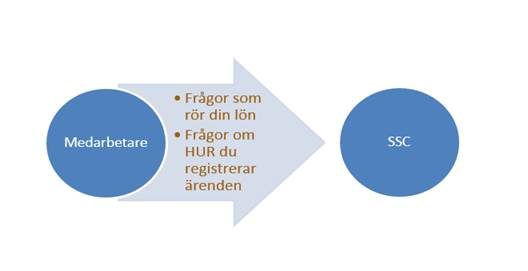 Medarbetare
• Frågor som
rör din lön
• Frågor om
HUR du
registrerar
ärenden
SSC